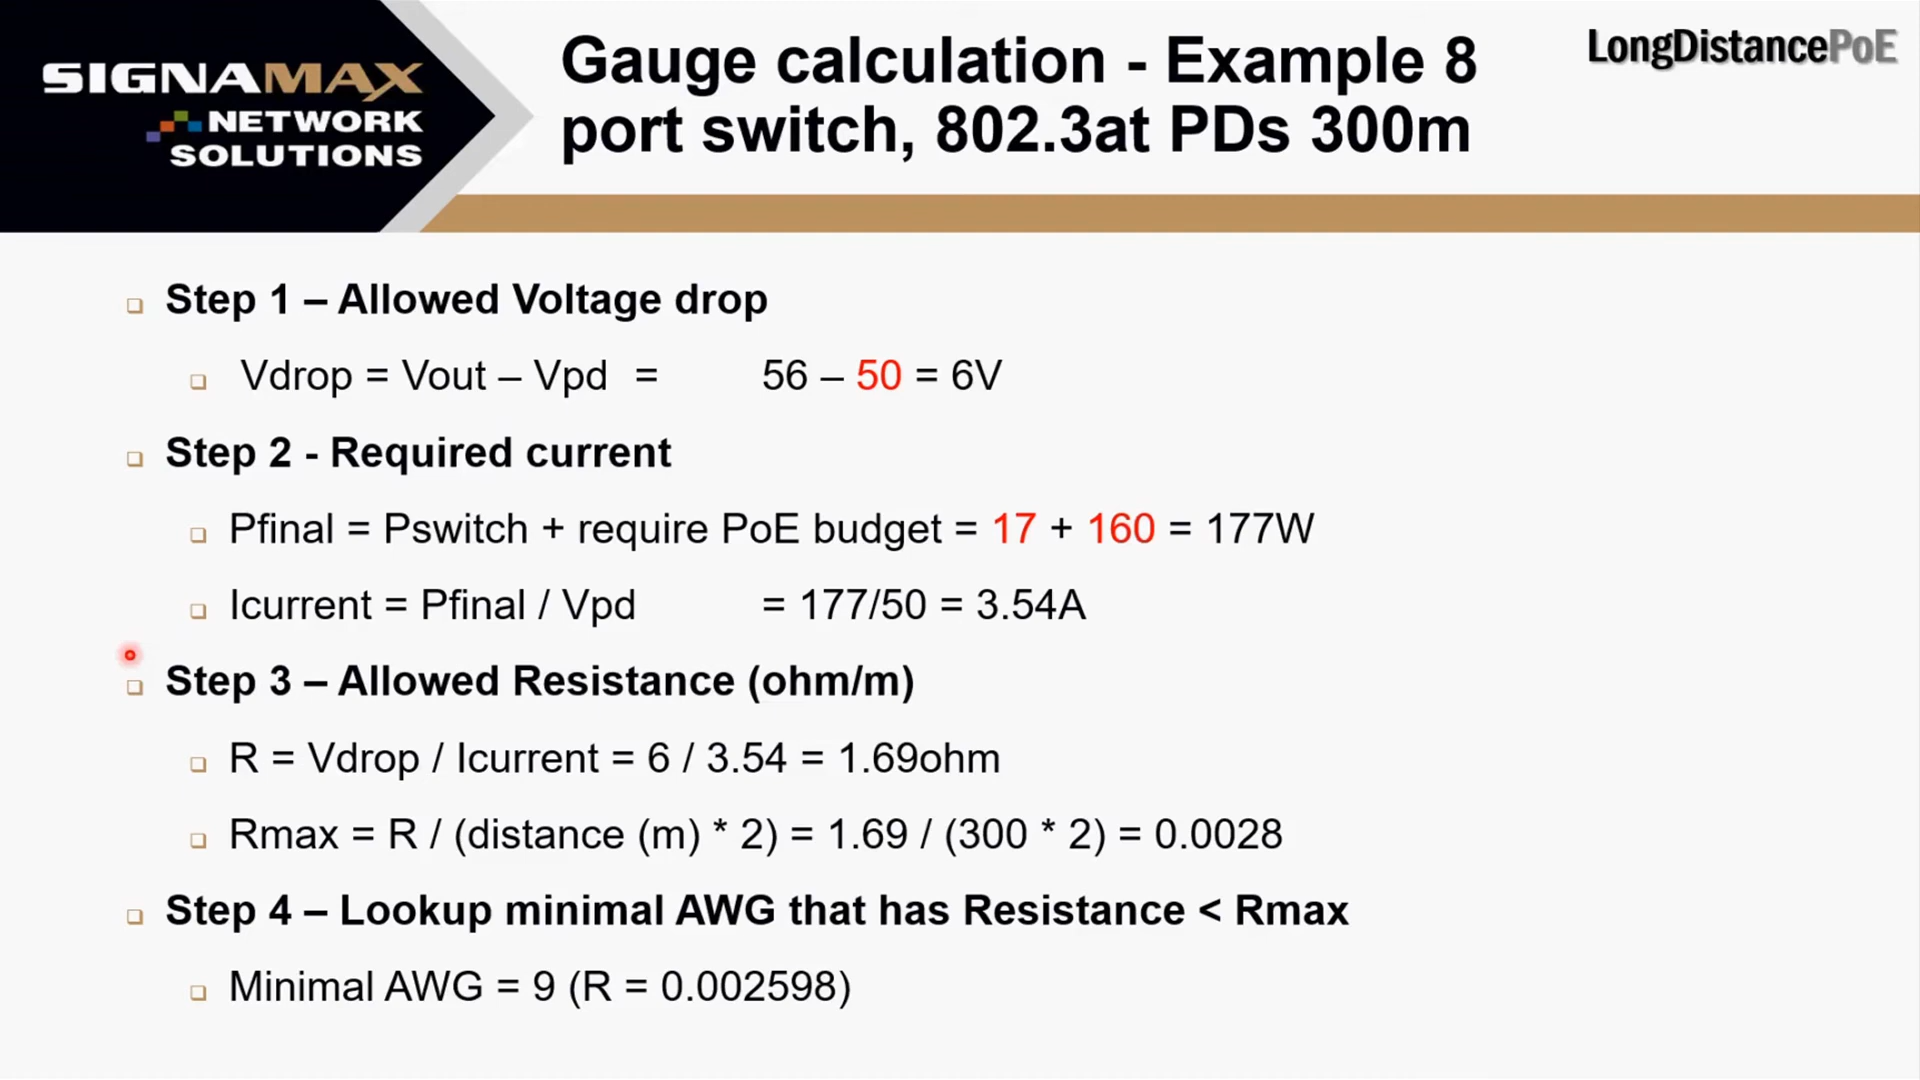 SIGNAMAX
NETWORK
SOLUTIONS
Gauge calculation - Example 8
port switch, 802.3at PDs 300m
LongDistancePoE
Step 1 – Allowed Voltage drop
Vdrop = Vout – Vpd = 56 – 50 = 6V
Step 2 - Required current
Pfinal = Pswitch + require PoE budget = 17 + 160 = 177W
Icurrent = Pfinal / Vpd = 177/50 = 3.54A
Step 3 – Allowed Resistance (ohm/m)
R = Vdrop / Icurrent = 6 / 3.54 = 1.69ohm
Rmax = R / (distance (m) * 2) = 1.69 / (300 * 2) = 0.0028
Step 4 – Lookup minimal AWG that has Resistance < Rmax
Minimal AWG = 9 (R = 0.002598)